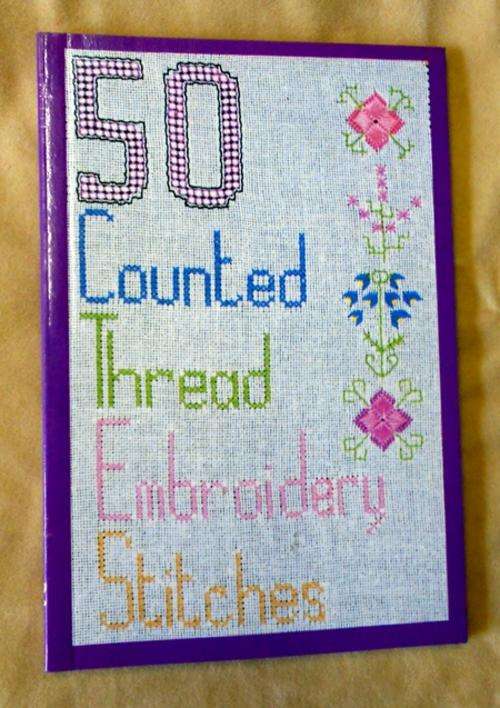 50
Counted
Thread
Embroidery
Stitches